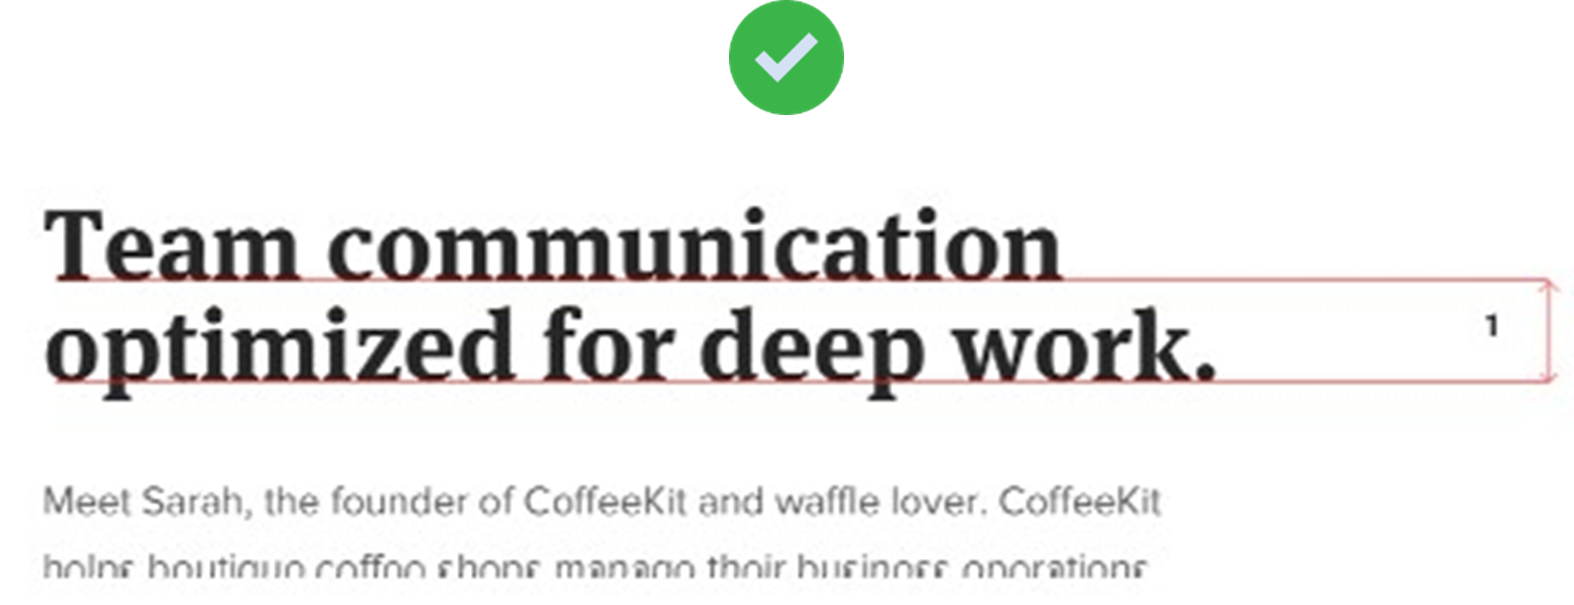 Team communication
optimized for deep work.
1
Meet Sarah, the founder of CoffeeKit and waffle lover. CoffeeKit
helps boutique coffee shops manage their business operations